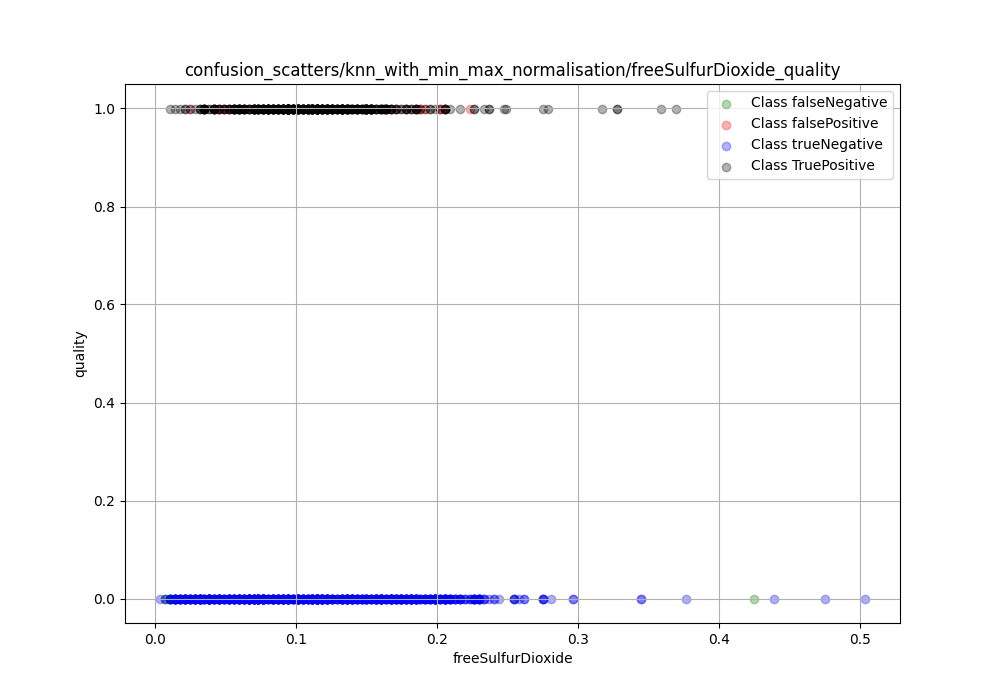 confusion_scatters/knn_with_min_max_normalisation/freeSulfurDioxide_quality
Class falseNegative
Class falsePositive
Class trueNegative
Class TruePositive
1.0
0.8
0.6
0.4
0.2
0.0
quality
0.0 0.1 0.2 0.3 0.4 0.5
freeSulfurDioxide